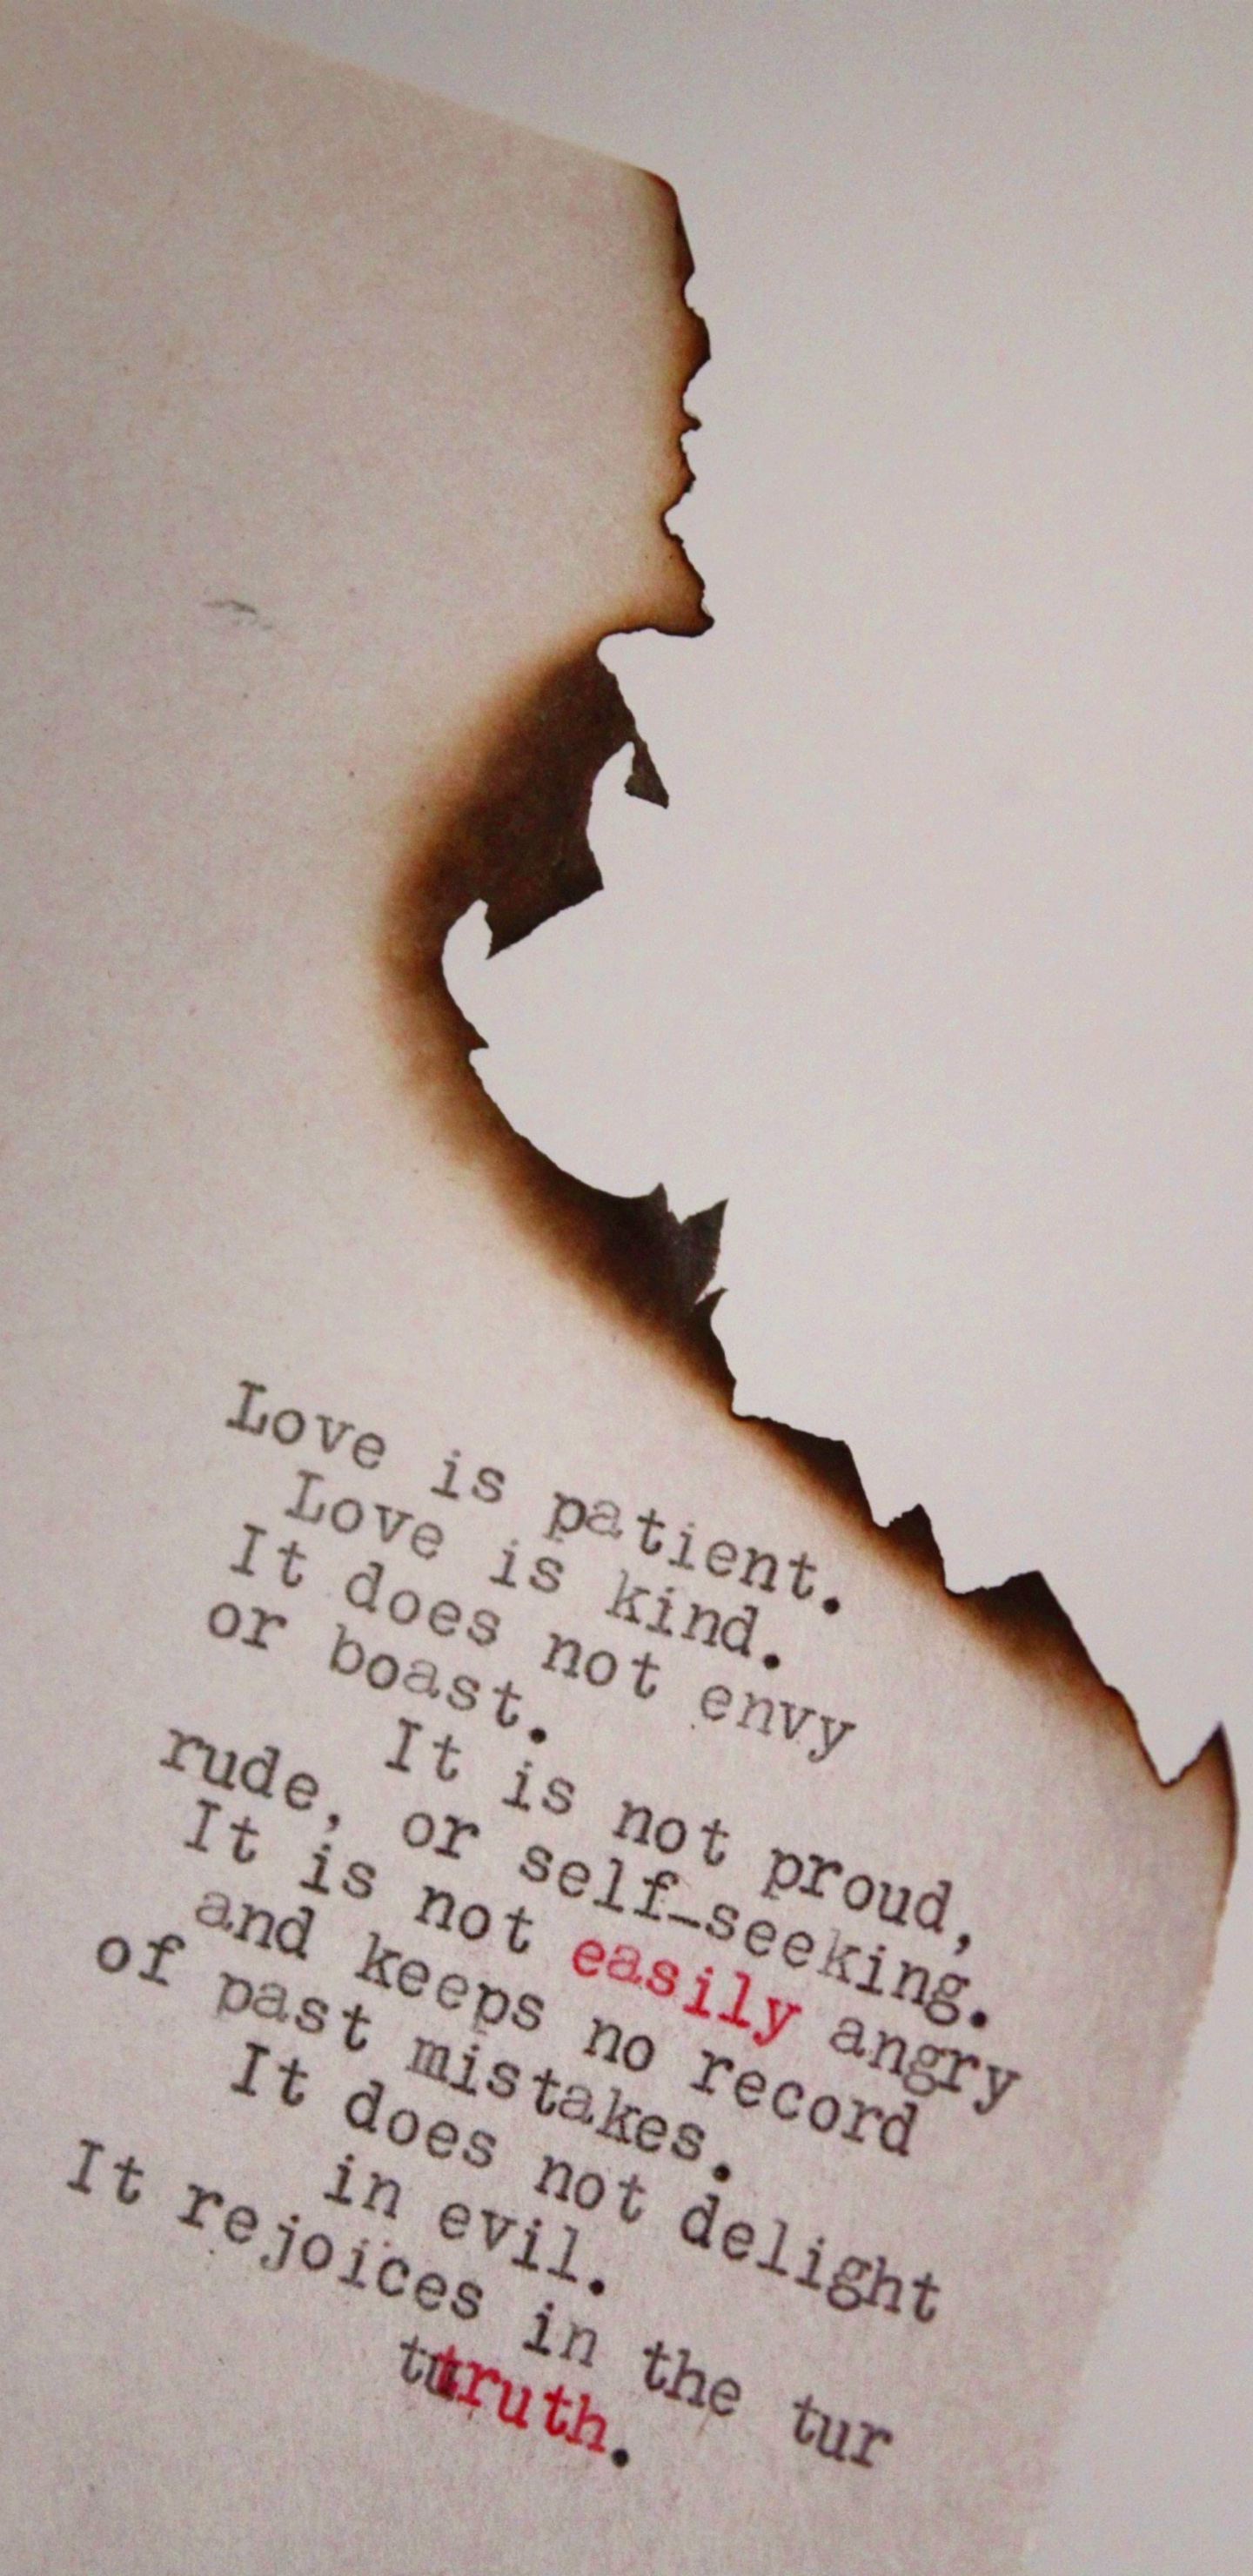 Love is patient.
Love is kind.
It does not envy
or boast.
It is not proud,
rude, or self-seeking.
It is not easily angry
and keeps no record
of past mistakes.
It does not delight
in evil.
It rejoices in the tur
tutruth.